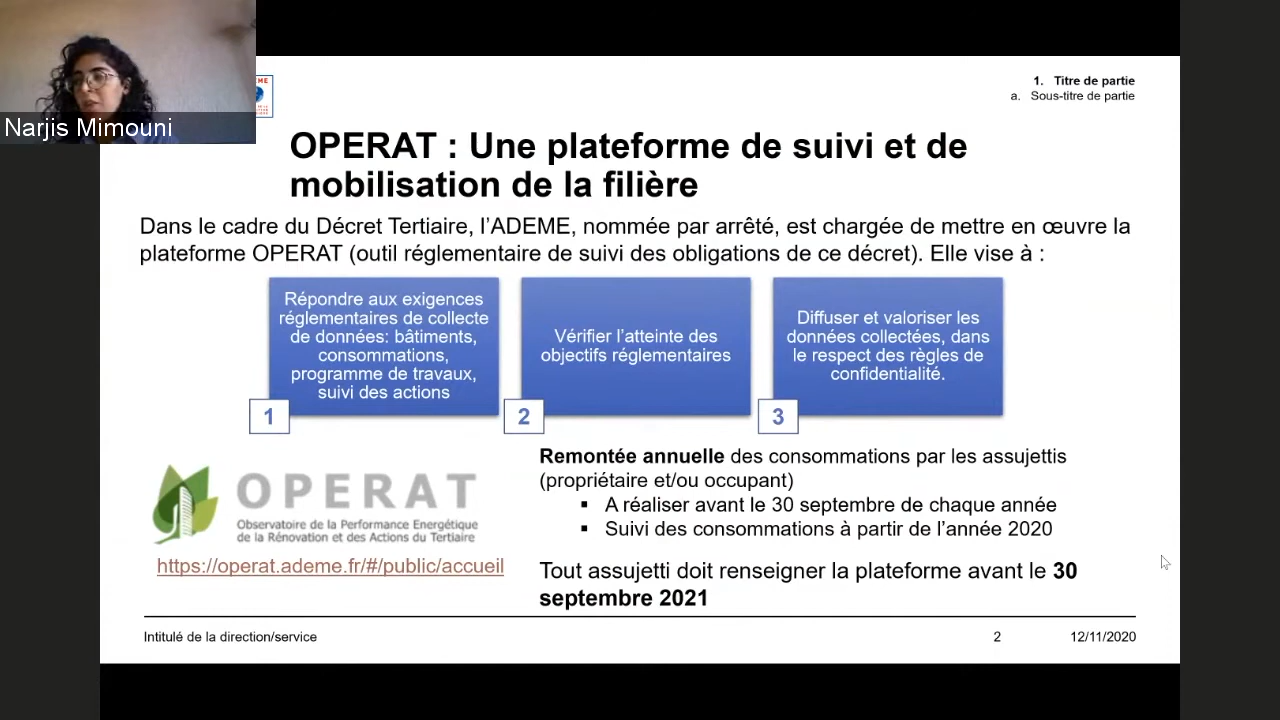 Narjis Mimouni
1. Titre de partie
a. Sous-titre de partie
OPERAT : Une plateforme de suivi et de
mobilisation de la filière
Dans le cadre du Décret Tertiaire, l’ADEME, nommée par arrêté, est chargée de mettre en œuvre la
plateforme OPERAT (outil réglementaire de suivi des obligations de ce décret). Elle vise à :
Répondre aux exigences
réglementaires de collecte
de données: bâtiments,
consommations,
programme de travaux,
suivi des actions
1
Vérifier l’atteinte des
objectifs réglementaires
2
Diffuser et valoriser les
données collectées, dans
le respect des règles de
confidentialité.
3
OPERAT
Observatoire de la Performance Energétique
de la Rénovation et des Actions du Tertiaire
https://operat.ademe.fr/#/public/accueil
Remontée annuelle des consommations par les assujettis
(propriétaire et/ou occupant)
▪ A réaliser avant le 30 septembre de chaque année
▪ Suivi des consommations à partir de l’année 2020
Tout assujetti doit renseigner la plateforme avant le 30
septembre 2021
Intitulé de la direction/service
2
12/11/2020